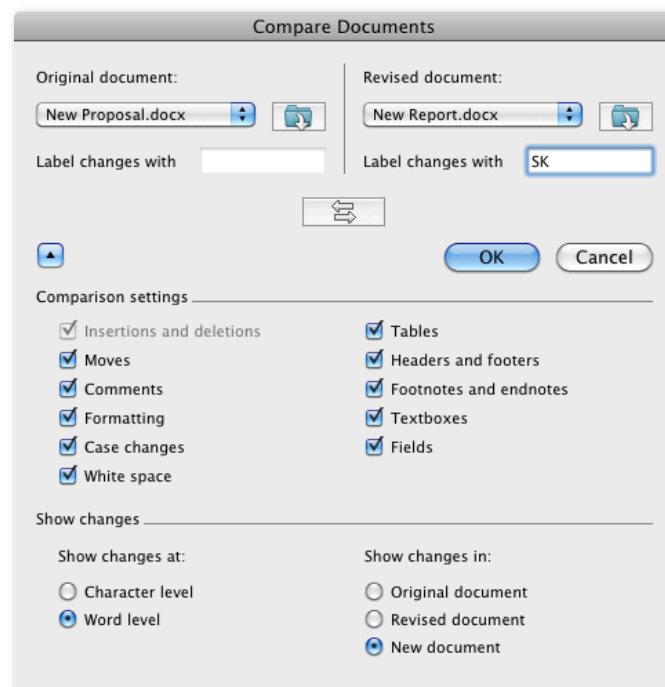 Compare Documents
Original document:
New Proposal.docx
Label changes with
Revised document:
New Report.docx
Label changes with SK
OK Cancel
Comparison settings
Insertions and deletions
Moves
Comments
Formatting
Case changes
White space
Tables
Headers and footers
Footnotes and endnotes
Textboxes
Fields
Show changes
Show changes at:
Character level
Word level
Show changes in:
Original document
Revised document
New document